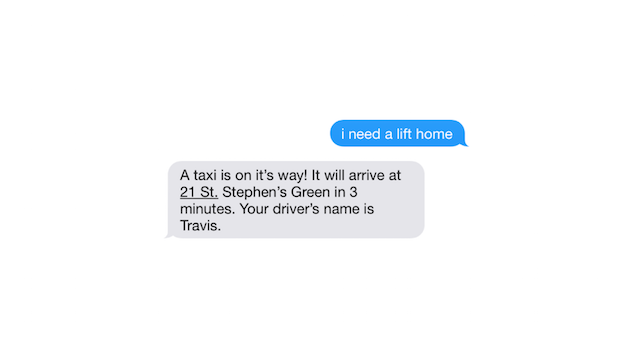 i need a lift home
A taxi is on it’s way! It will arrive at
21 St. Stephen’s Green in 3
minutes. Your driver’s name is
Travis.